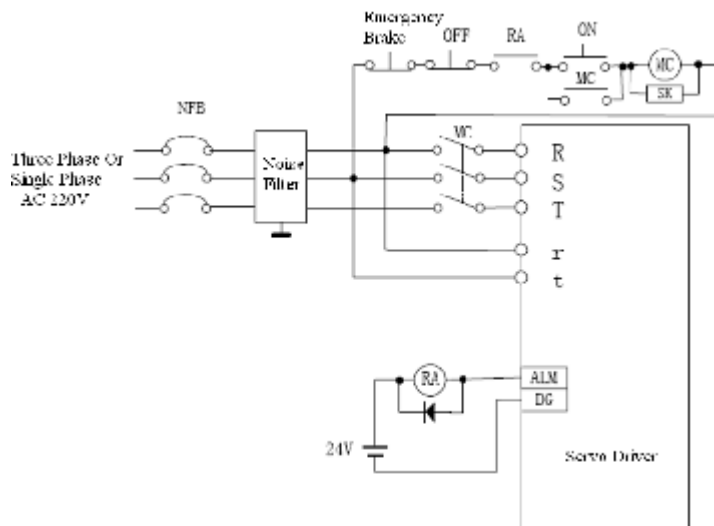 Emergency
Brake
OFF
RA
ON
MC
MC
SK
NFB
MC
Three Phase Or
Single Phase
AC 220V
Noise
Filter
R
S
T
r
t
RA
ALM
DG
24V
Servo Driver